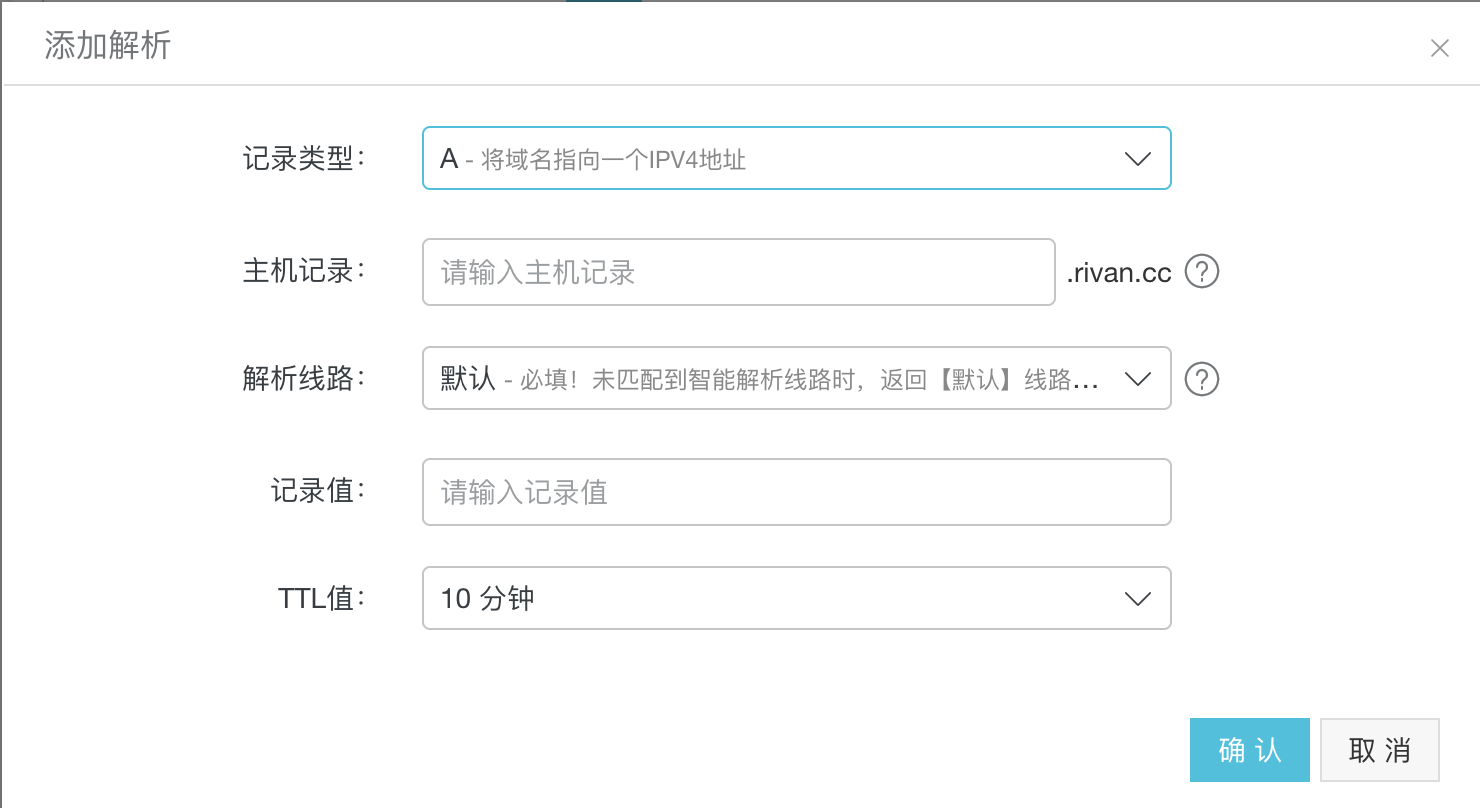 添加解析
记录类型：
A - 将域名指向一个IPV4地址
主机记录：
请输入主机记录
.rivan.cc
?
解析线路：
默认 - 必填！未匹配到智能解析线路时，返回【默认】线路...
?
记录值：
请输入记录值
TTL值：
10 分钟
确 认
取 消